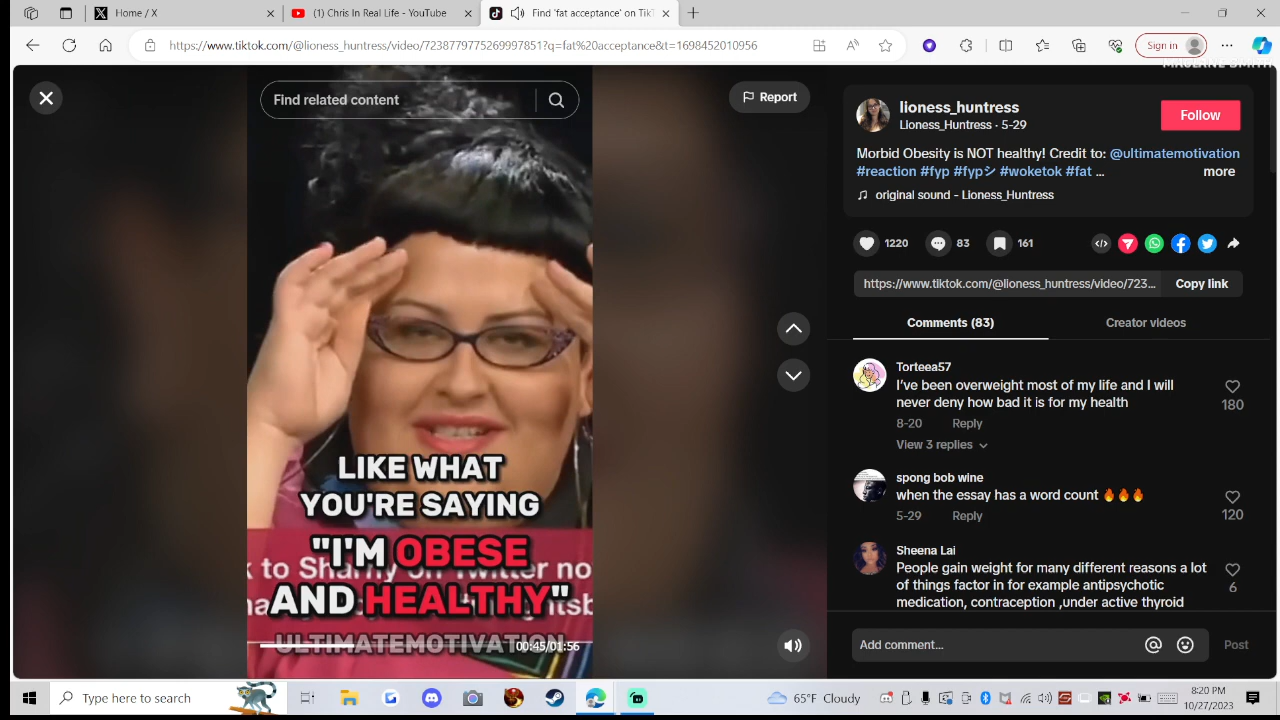 Home / X
(1) Chris In Real Life - YouTube
Find 'fat acceptance' on TikT
https://www.tiktok.com/@lioness_huntress/video/7238779775269997851?q=fat%20acceptance&t=1698452010956
Sign in
Find related content
Report
LIKE WHAT
YOU'RE SAYING
"I'M OBESE
AND HEALTHY"
ULTIMATEMOTIVATION
00:45/01:56
lioness_huntress
Lioness_Huntress · 5-29
Follow
Morbid Obesity is NOT healthy! Credit to: @ultimatemotivation
#reaction #fyp #fypシ #woketok #fat ...
more
original sound - Lioness_Huntress
1220
83
161
https://www.tiktok.com/@lioness_huntress/video/723...
Copy link
Comments (83)
Creator videos
Torteea57
I've been overweight most of my life and I will
never deny how bad it is for my health
180
8-20 Reply
View 3 replies
spong bob wine
when the essay has a word count 🔥🔥🔥
120
5-29 Reply
Sheena Lai
People gain weight for many different reasons a lot
of things factor in for example antipsychotic
medication, contraception ,under active thyroid
6
Add comment...
Post
Type here to search
65°F Cloudy
8:20 PM
10/27/2023